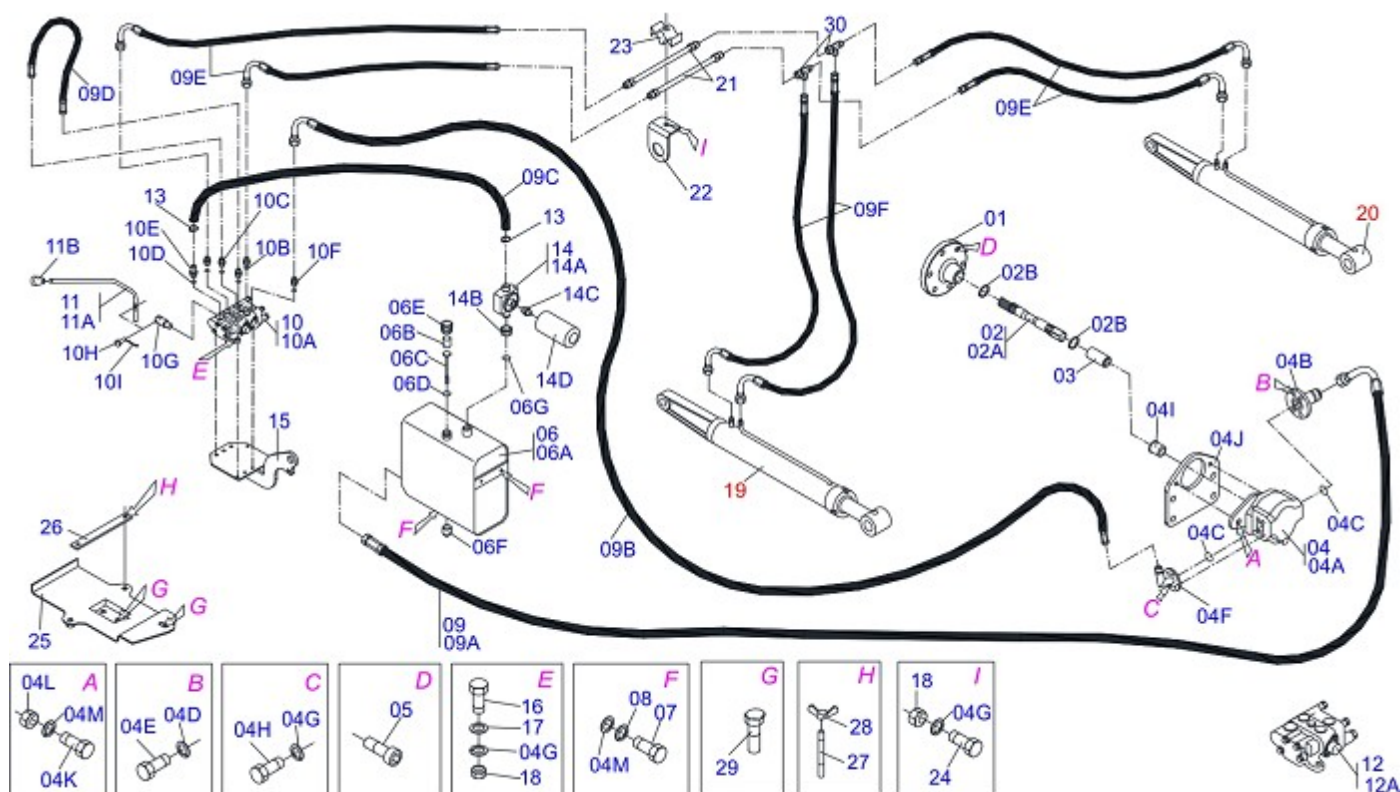 23
30
09D
09E
21
09E
I
22
13
10C
09C
01
20
D
10E
13
09F
02B
11B
10D
10B
10F
14
14A
11
11A
06E
14B
14C
02
02A
02B
10
10A
06B
04B
10H
10G
E
06C
14D
03
B
10I
06D
06G
04I
15
06
06A
04J
H
F
19
26
F
04C
04C
06F
09B
04
04A
G
A
G
C
04F
25
09
09A
04L
A
04M
04K
B
04D
04E
C
04G
04H
D
05
E
16
17
04G
18
F
08
07
04M
G
29
H
28
27
I
18
04G
24
12
12A